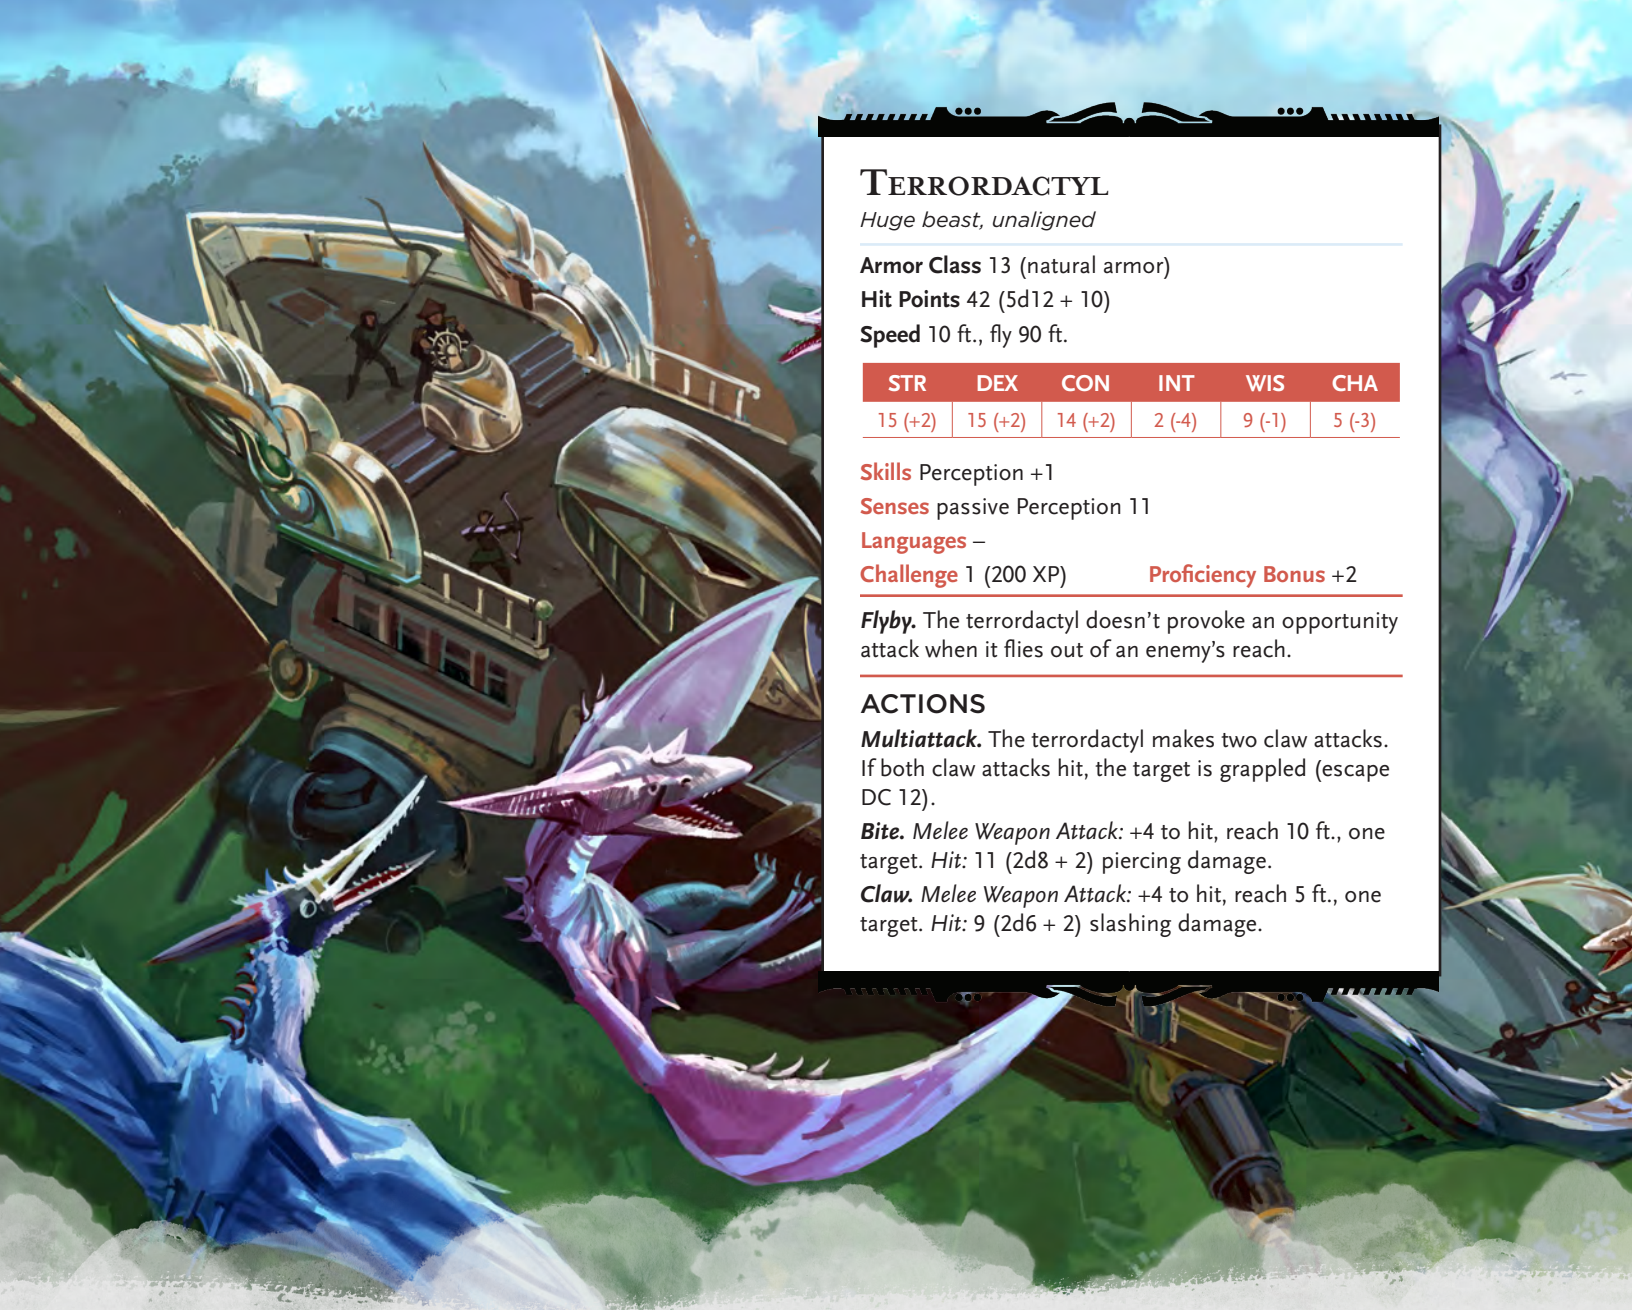 TERRORDACTYL
Huge beast, unaligned
Armor Class 13 (natural armor)
Hit Points 42 (5d12 + 10)
Speed 10 ft., fly 90 ft.
STR DEX CON INT WIS CHA
15 (+2) 15 (+2) 14 (+2) 2 (-4) 9 (-1) 5 (-3)
Skills Perception +1
Senses passive Perception 11
Languages –
Challenge 1 (200 XP) Proficiency Bonus +2
Flyby. The terrordactyl doesn't provoke an opportunity
attack when it flies out of an enemy's reach.
ACTIONS
Multiattack. The terrordactyl makes two claw attacks.
If both claw attacks hit, the target is grappled (escape
DC 12).
Bite. Melee Weapon Attack: +4 to hit, reach 10 ft., one
target. Hit: 11 (2d8 + 2) piercing damage.
Claw. Melee Weapon Attack: +4 to hit, reach 5 ft., one
target. Hit: 9 (2d6 + 2) slashing damage.